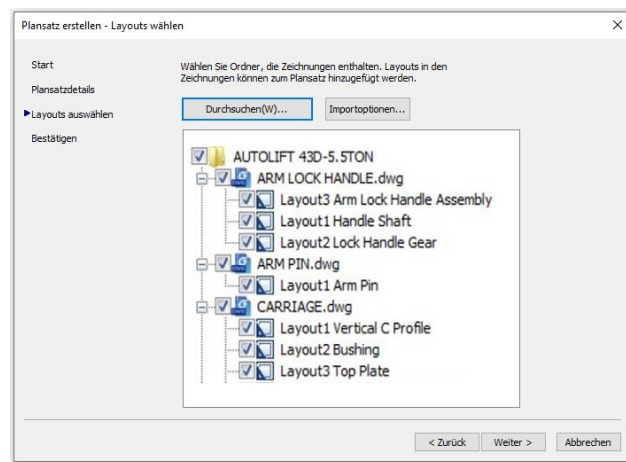 Plansatz erstellen - Layouts wählen
Start
Plansatzdetails
Layouts auswählen
Bestätigen
Wählen Sie Ordner, die Zeichnungen enthalten. Layouts in den
Zeichnungen können zum Plansatz hinzugefügt werden.
Durchsuchen(W)...
Importoptionen...
AUTOLIFT 43D-5.5TON
ARM LOCK HANDLE.dwg
Layout3 Arm Lock Handle Assembly
Layout1 Handle Shaft
Layout2 Lock Handle Gear
ARM PIN.dwg
Layout1 Arm Pin
CARRIAGE.dwg
Layout1 Vertical C Profile
Layout2 Bushing
Layout3 Top Plate
< Zurück
Weiter >
Abbrechen